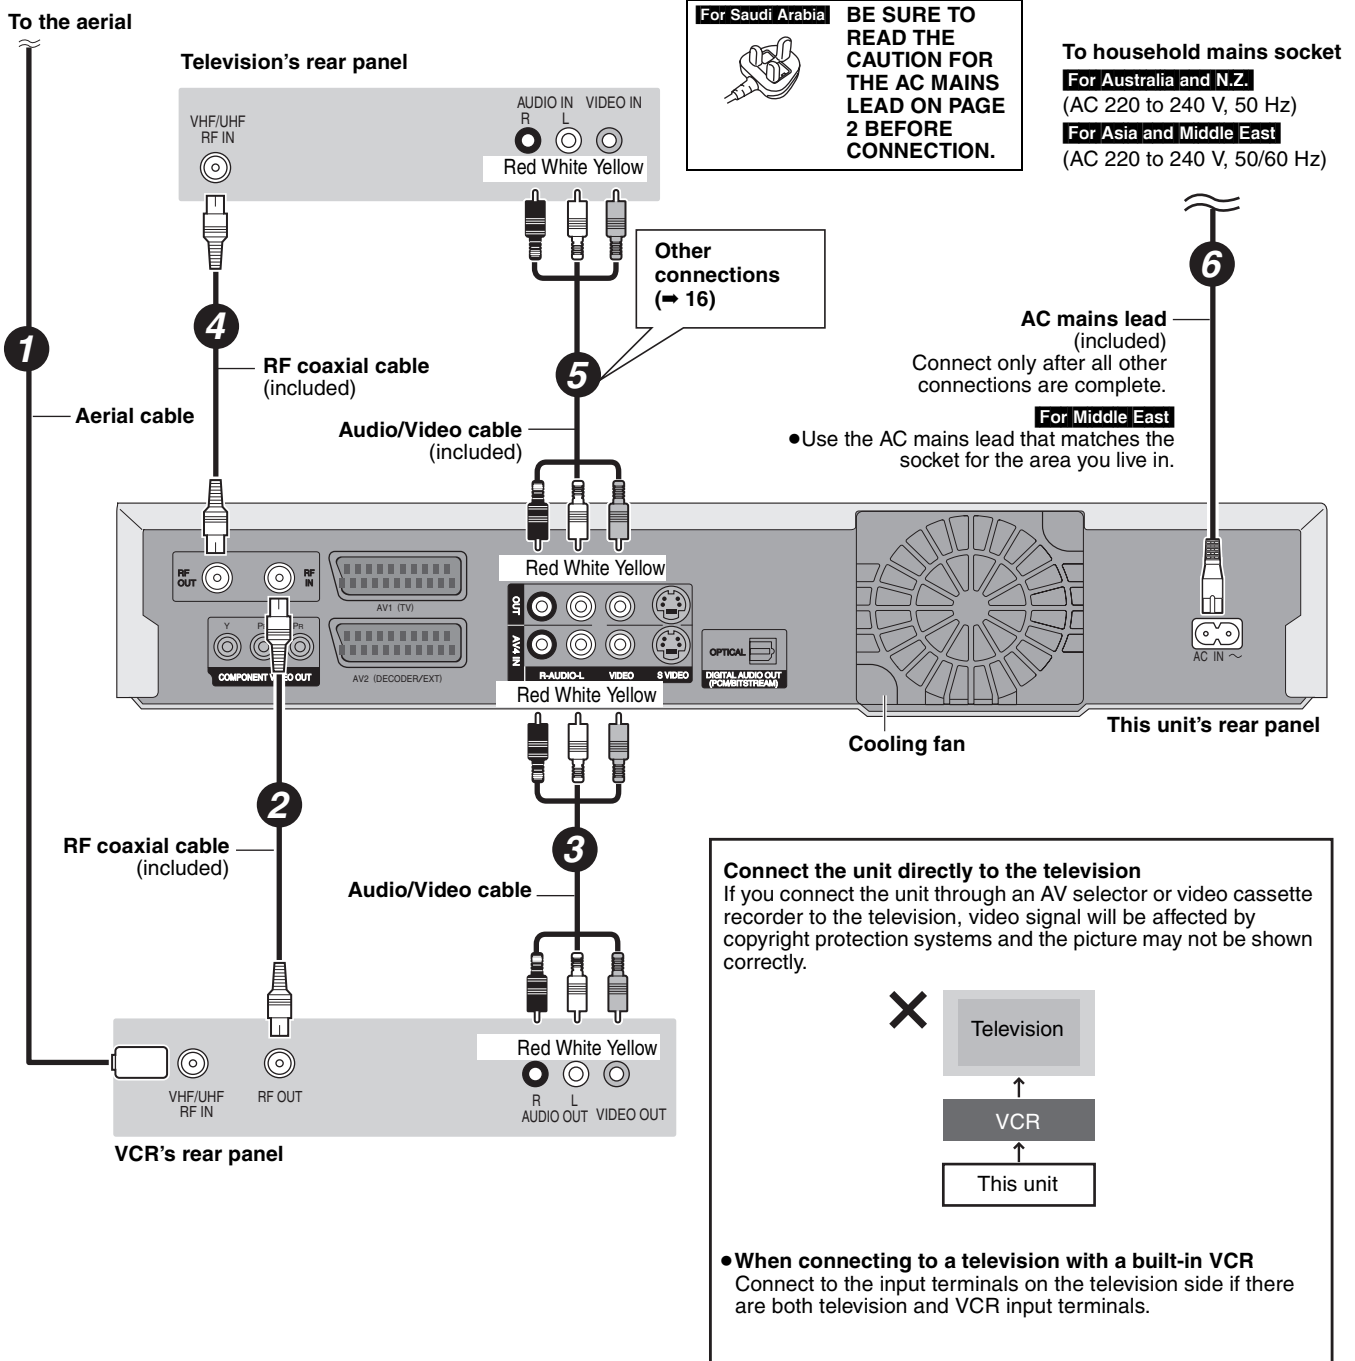 To the aerial
Television's rear panel
VHF/UHF
RF IN
AUDIO IN VIDEO IN
R L
Red White Yellow
For Saudi Arabia
BE SURE TO
READ THE
CAUTION FOR
THE AC MAINS
LEAD ON PAGE
2 BEFORE
CONNECTION.
To household mains socket
For Australia and N.Z.
(AC 220 to 240 V, 50 Hz)
For Asia and Middle East
(AC 220 to 240 V, 50/60 Hz)
Other
connections
(➡ 16)
1
4
5
6
RF coaxial cable
(included)
Aerial cable
Audio/Video cable
(included)
AC mains lead
(included)
Connect only after all other
connections are complete.
For Middle East
●Use the AC mains lead that matches the
socket for the area you live in.
RF
OUT
RF
IN
AV1 (TV)
Red White Yellow
OUT
AV4 IN
Y
PR
COMPONENT VIDEO OUT
AV2 (DECODER/EXT)
R-AUDIO-L VIDEO S VIDEO
OPTICAL
DIGITAL AUDIO OUT
(PCM/BITSTREAM)
AC IN ~
Red White Yellow
Cooling fan
This unit's rear panel
2
3
RF coaxial cable
(included)
Audio/Video cable
Red White Yellow
VHF/UHF
RF IN
RF OUT
R L
AUDIO OUT VIDEO OUT
VCR's rear panel
Connect the unit directly to the television
If you connect the unit through an AV selector or video cassette
recorder to the television, video signal will be affected by
copyright protection systems and the picture may not be shown
correctly.
Television
VCR
This unit
●When connecting to a television with a built-in VCR
Connect to the input terminals on the television side if there
are both television and VCR input terminals.